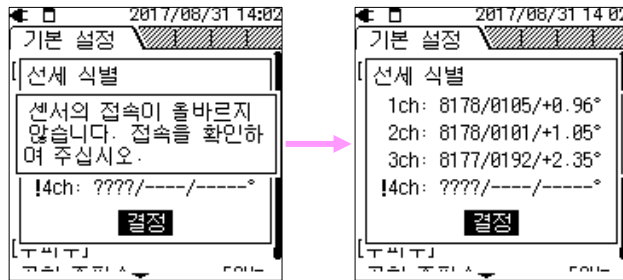 2017/08/31 14:02
기본 설정
선세 식별
센서의 접속이 올바르지
않습니다. 접속을 확인하
여 주십시오.
!4ch: ????/----/-----°
결정
2017/08/31 14 02
기본 설정
선세 식별
1ch: 8178/0105/+0.96°
2ch: 8178/0101/+1.05°
3ch: 8177/0192/+2.35°
!4ch: ????/----/-----°
결정